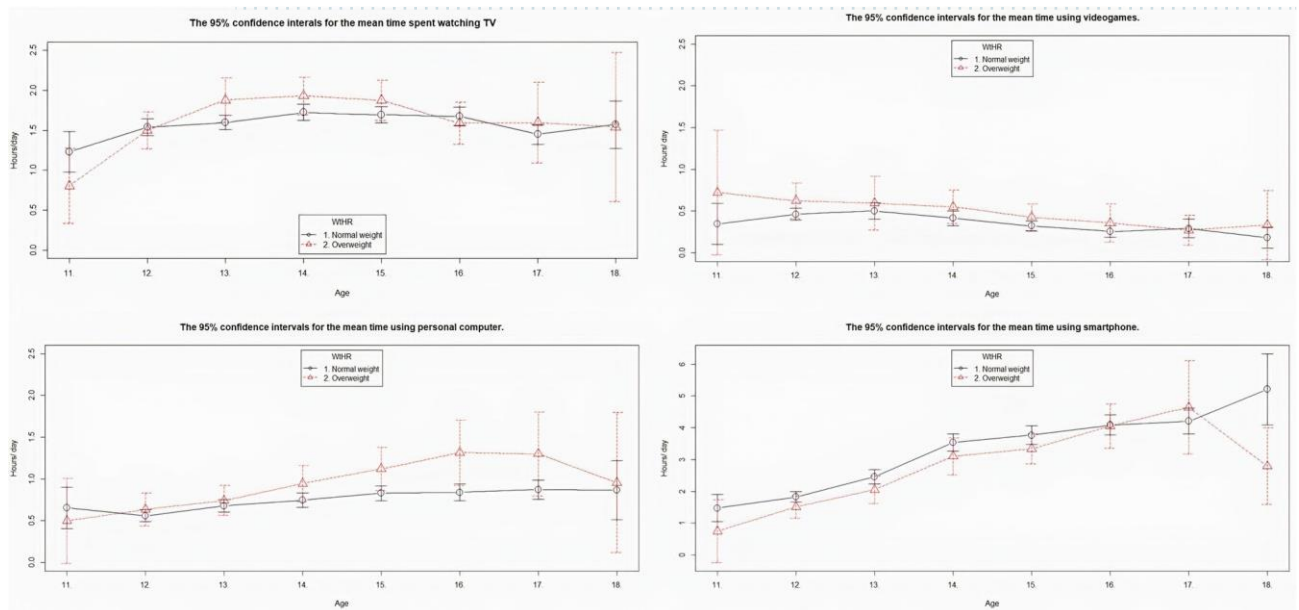 The 95% confidence interals for the mean time spent watching TV
2.5
2.0
1.5
1.0
0.5
0.0
Hours/day
WtHR
1. Normal weight
2. Overweight
11.
12.
13.
14.
15.
16.
17.
18.
Age
The 95% confidence intervals for the mean time using videogames.
2.5
2.0
1.5
1.0
0.5
0.0
Hours/ day
WtHR
1. Normal weight
2. Overweight
11.
12.
13.
14.
15.
16.
17.
18.
Age
The 95% confidence intervals for the mean time using personal computer.
2.5
2.0
1.5
1.0
0.5
0.0
Hours/ day
WtHR
1. Normal weight
2. Overweight
11.
12.
13.
14.
15.
16.
17.
18.
Age
The 95% confidence intervals for the mean time using smartphone.
6
5
4
3
2
1
0
Hours/ day
WtHR
1. Normal weight
2. Overweight
11.
12.
13.
14.
15.
16.
17.
18.
Age